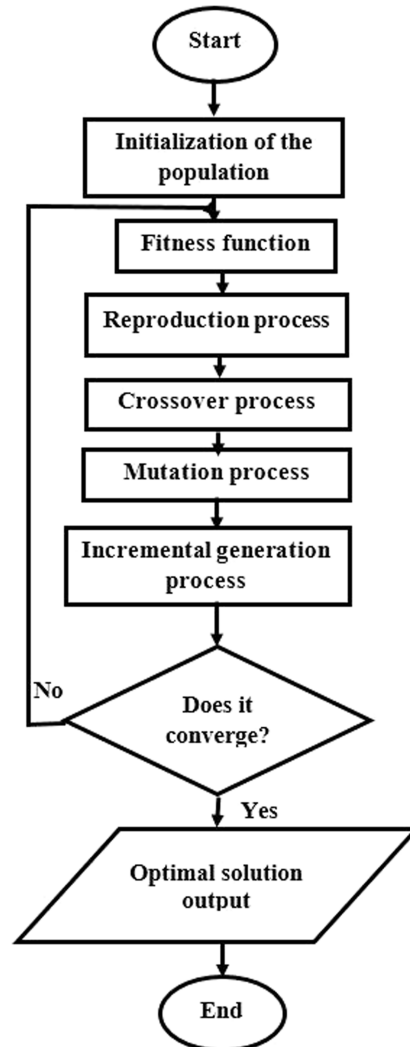 Start
Initialization of the
population
Fitness function
Reproduction process
Crossover process
Mutation process
Incremental generation
process
Does it
converge?
No
Yes
Optimal solution
output
End